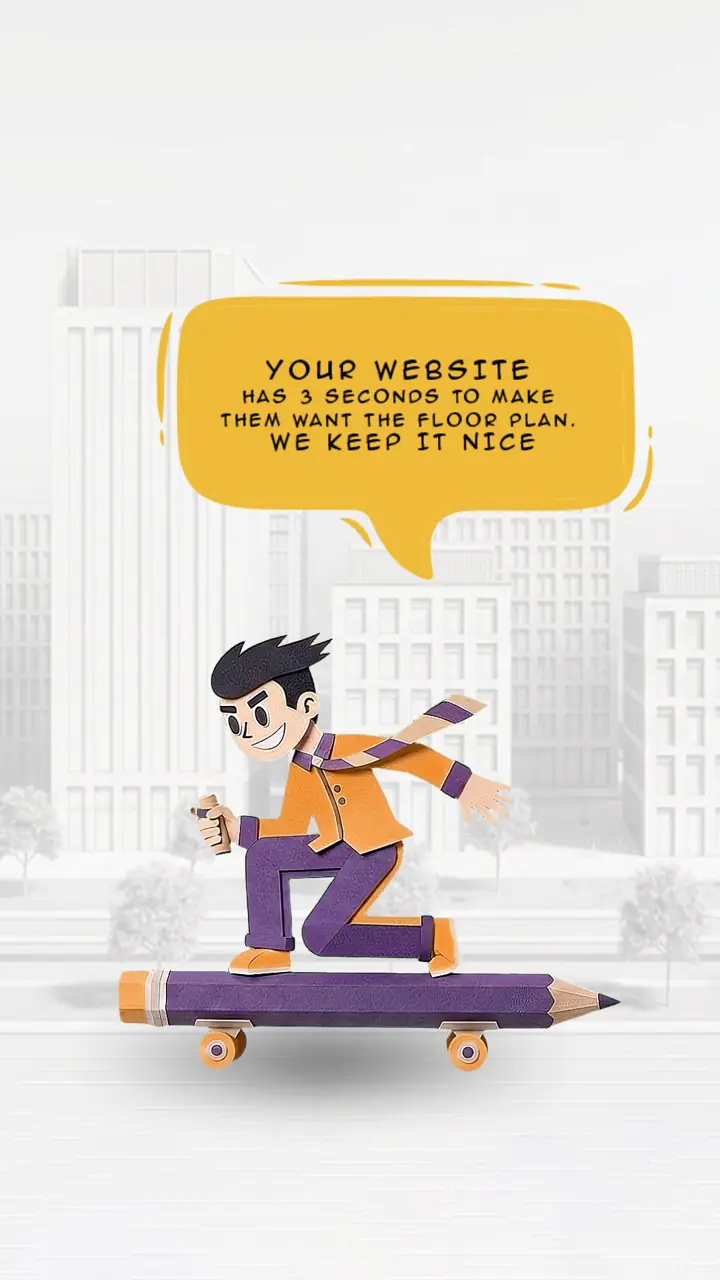 YOUR WEBSITE
HAS 3 SECONDS TO MAKE
THEM WANT THE FLOOR PLAN.
WE KEEP IT NICE